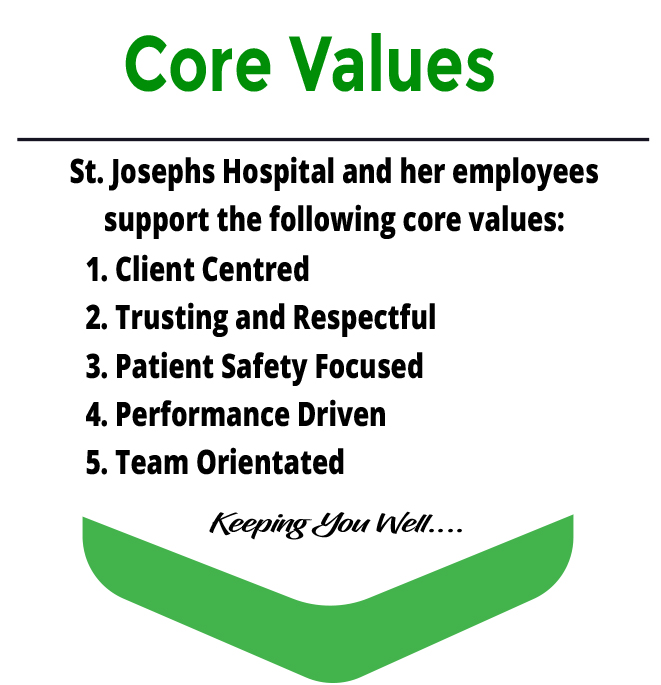 Core Values
St. Josephs Hospital and her employees
support the following core values:
1. Client Centred
2. Trusting and Respectful
3. Patient Safety Focused
4. Performance Driven
5. Team Orientated
Keeping You Well....